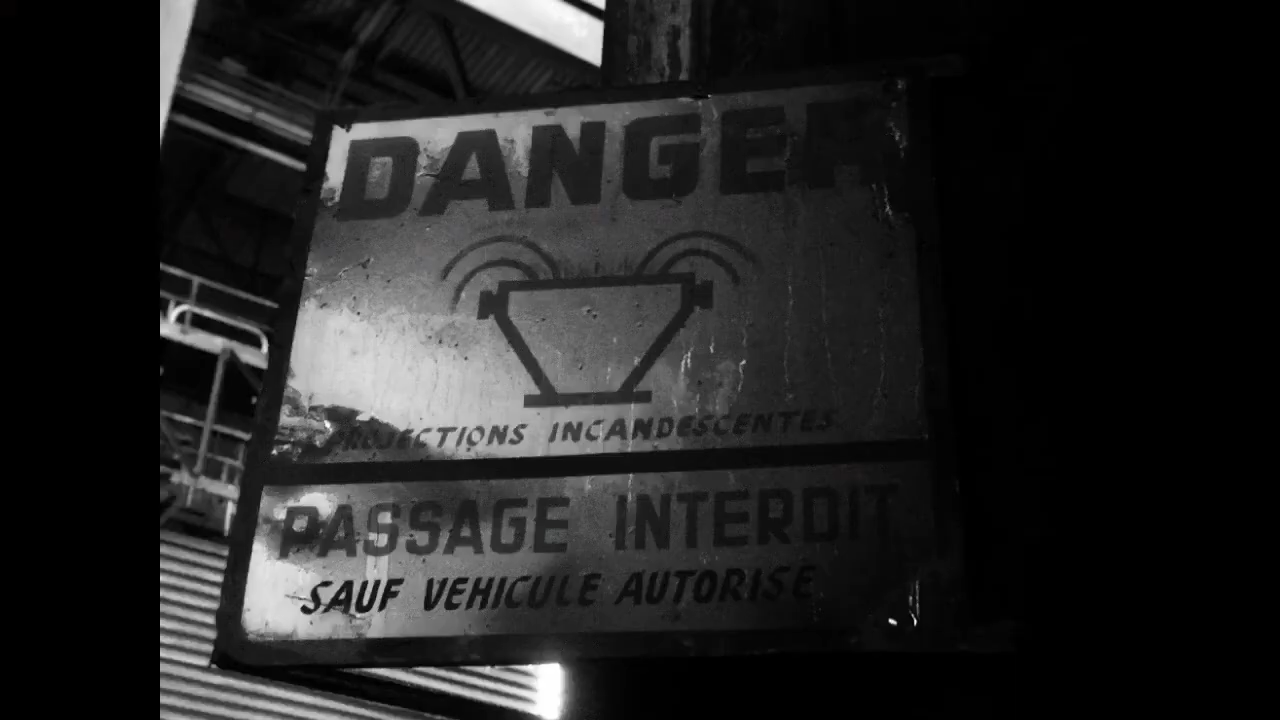 DANGER
PROJECTIONS INCANDESCENTES
PASSAGE INTERDIT
SAUF VEHICULE AUTORISE